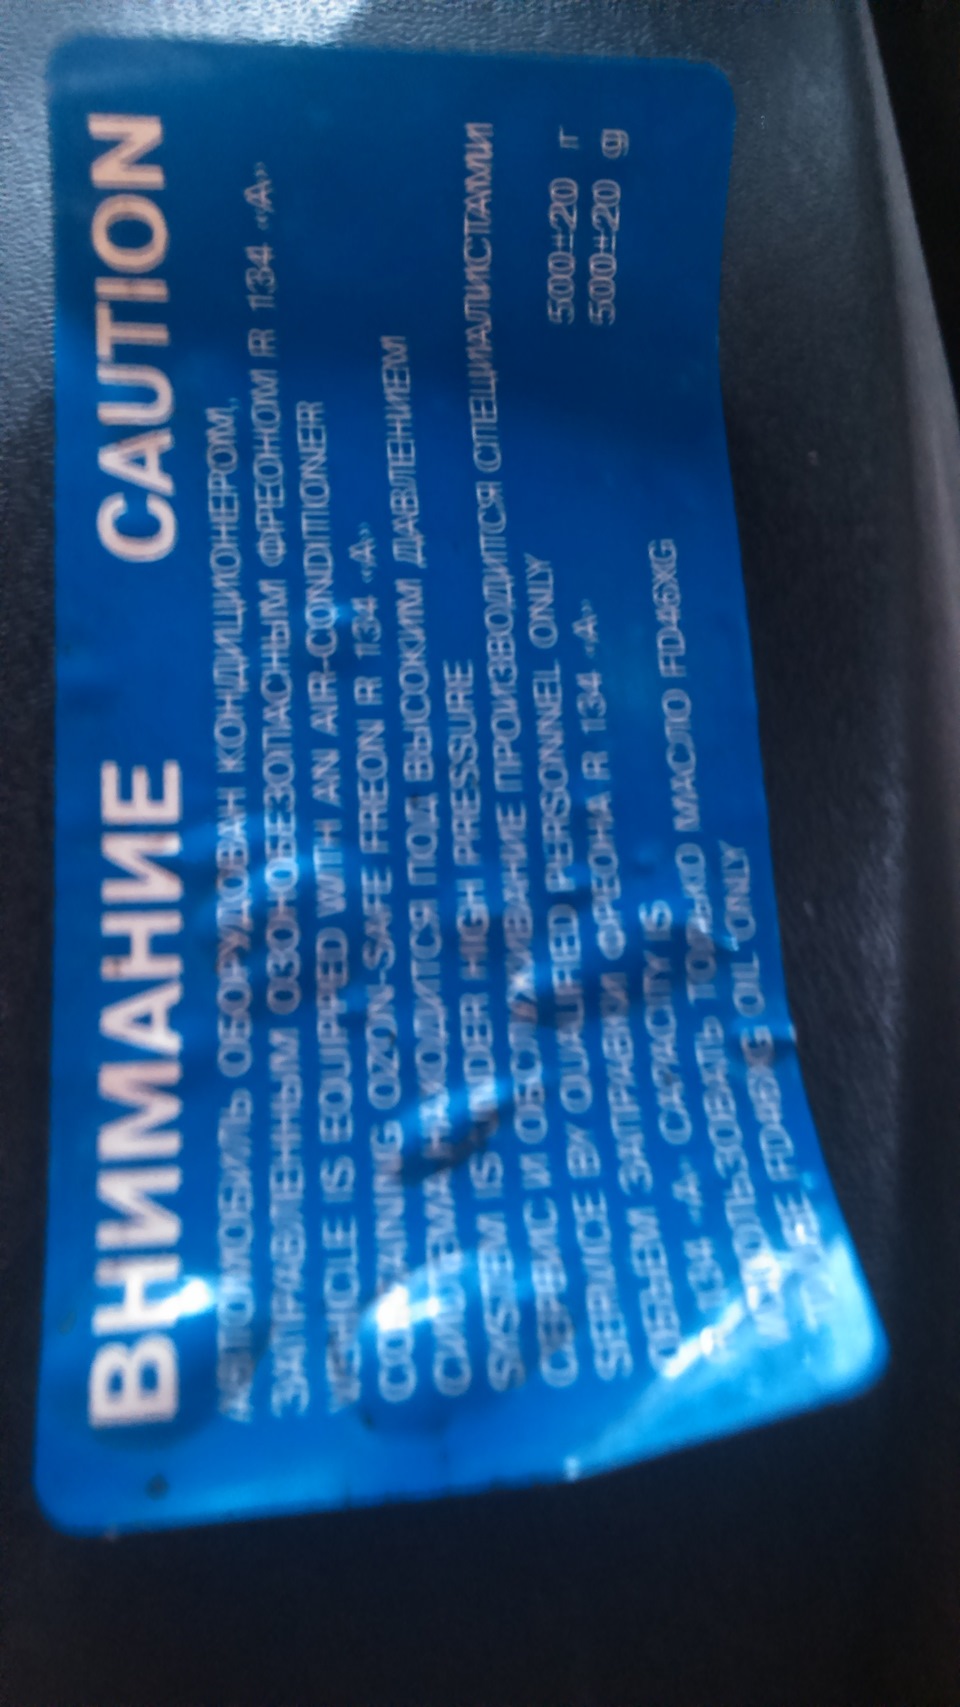 ВНИМАНИЕ CAUTION
АВТОМОБИЛЬ ОБОРУДОВАН КОНДИЦИОНЕРОМ,
ЗАПРАВЛЕННЫМ ОЗОНОБЕЗОПАСНЫМ ФРЕОНОМ R 134 «А»
VEHICLE IS EQUIPPED WITH AN AIR-CONDITIONER
CONTAINING OZON-SAFE FREON R 134 «A»
СИСТЕМА НАХОДИТСЯ ПОД ВЫСОКИМ ДАВЛЕНИЕМ
SYSTEM IS UNDER HIGH PRESSURE
СЕРВИС И ОБСЛУЖИВАНИЕ ПРОИЗВОДИТСЯ СПЕЦИАЛИСТАМИ
SERVICE BY QUALIFIED PERSONNEL ONLY
ОБЪЕМ ЗАПРАВКИ ФРЕОНА R 134 «А» 500±20 г
R 134 «A» CAPACITY IS 500±20 g
ИСПОЛЬЗОВАТЬ ТОЛЬКО МАСЛО FD46XG
FD46XG OIL ONLY